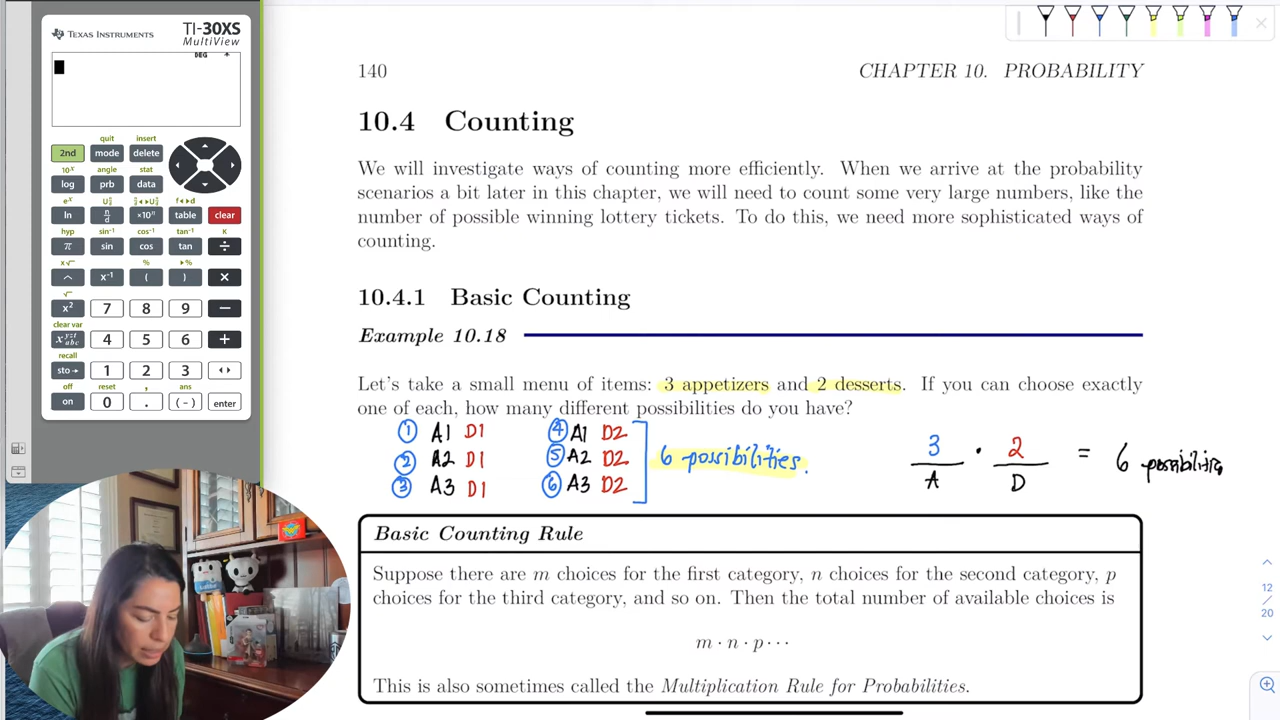 TEXAS INSTRUMENTS
TI-30XS
MultiView
DEG
quit insert
2nd mode delete
10ˣ angle stat
log prb data
eˣ
ln n/d ×10ⁿ table clear
hyp sin⁻¹ cos⁻¹ tan⁻¹ K
π sin cos tan ÷
% ▶%
^ x⁻¹ ( ) ×
√
x² 7 8 9 −
clear var
4 5 6 +
recall
sto→ 1 2 3
off reset , ans
on 0 . (-) enter
140 CHAPTER 10. PROBABILITY
10.4 Counting
We will investigate ways of counting more efficiently. When we arrive at the probability
scenarios a bit later in this chapter, we will need to count some very large numbers, like the
number of possible winning lottery tickets. To do this, we need more sophisticated ways of
counting.
10.4.1 Basic Counting
Example 10.18
Let's take a small menu of items: 3 appetizers and 2 desserts. If you can choose exactly
one of each, how many different possibilities do you have?
1 A1 D1 4 A1 D2
2 A2 D1 5 A2 D2 6 possibilities. 3 · 2 = 6 possibilities
3 A3 D1 6 A3 D2 A D
Basic Counting Rule
Suppose there are m choices for the first category, n choices for the second category, p
choices for the third category, and so on. Then the total number of available choices is
m · n · p · · ·
This is also sometimes called the Multiplication Rule for Probabilities.
12
/
20